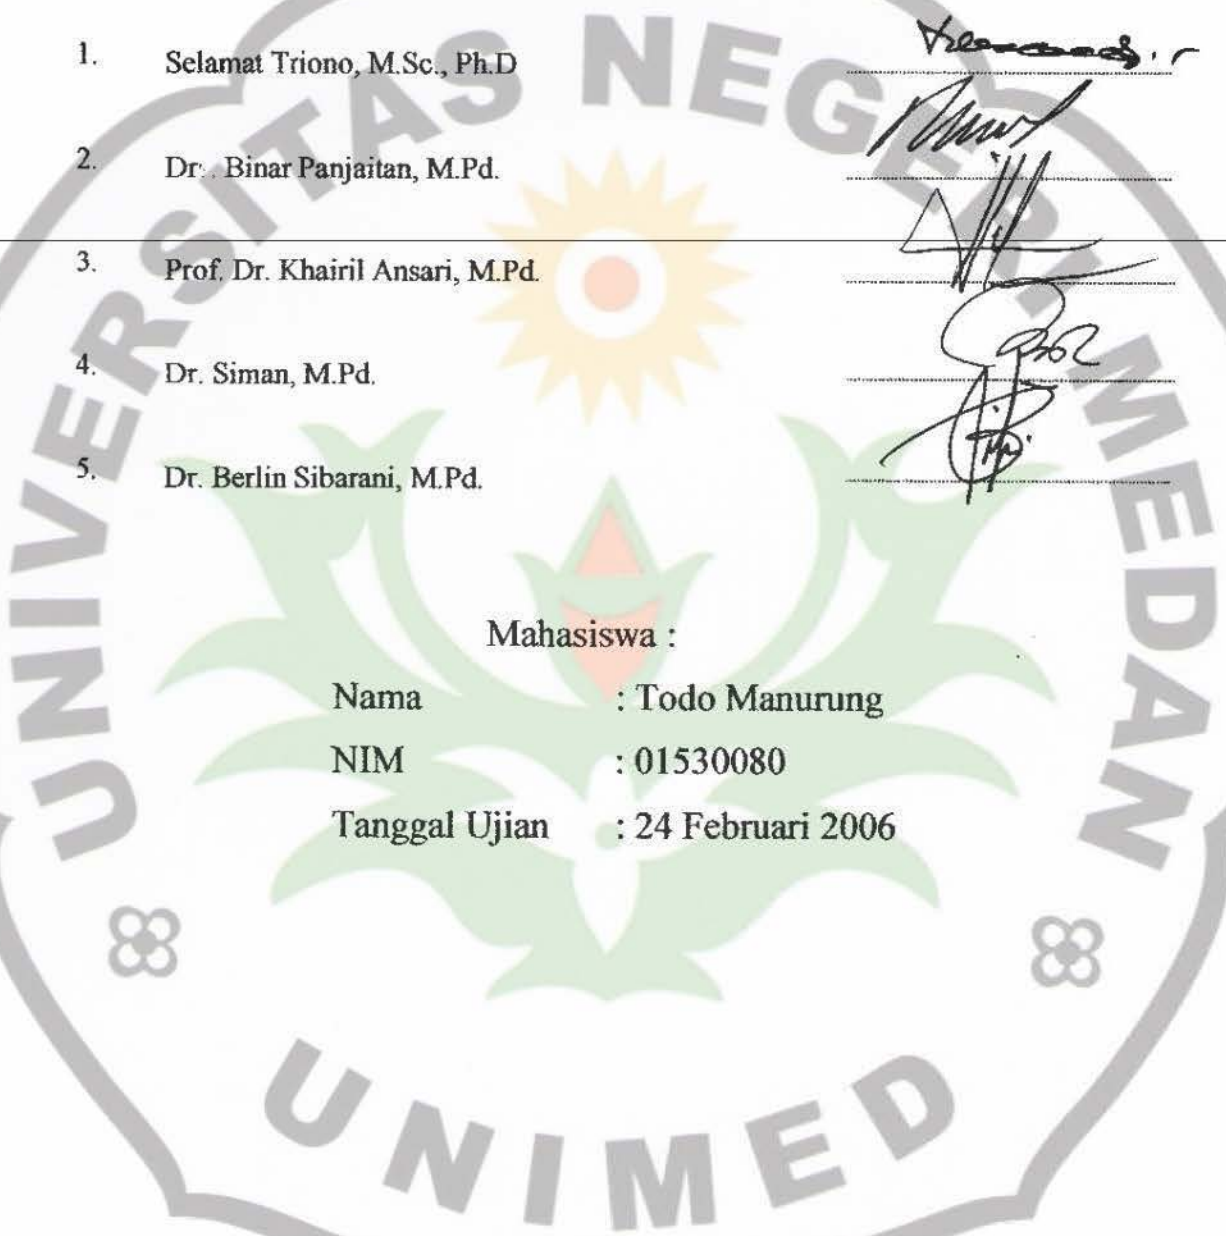 1. Selamat Triono, M.Sc., Ph.D
2. Dr. Binar Panjaitan, M.Pd.
3. Prof. Dr. Khairil Ansari, M.Pd.
4. Dr. Siman, M.Pd.
5. Dr. Berlin Sibarani, M.Pd.
Mahasiswa :
Nama : Todo Manurung
NIM : 01530080
Tanggal Ujian : 24 Februari 2006
UNIVERSITAS NEGERI MEDAN
UNIMED